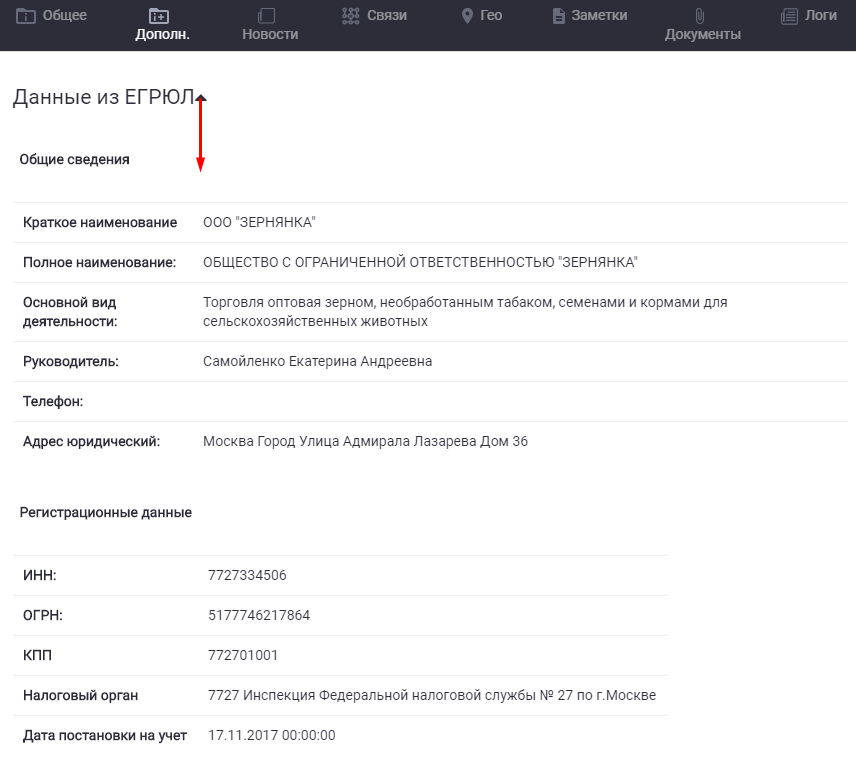 Общее
Дополн.
Новости
Связи
Гео
Заметки
Документы
Логи
Данные из ЕГРЮЛ
Общие сведения
Краткое наименование ООО "ЗЕРНЯНКА"
Полное наименование: ОБЩЕСТВО С ОГРАНИЧЕННОЙ ОТВЕТСТВЕННОСТЬЮ "ЗЕРНЯНКА"
Основной вид Торговля оптовая зерном, необработанным табаком, семенами и кормами для
деятельности: сельскохозяйственных животных
Руководитель: Самойленко Екатерина Андреевна
Телефон:
Адрес юридический: Москва Город Улица Адмирала Лазарева Дом 36
Регистрационные данные
ИНН: 7727334506
ОГРН: 5177746217864
КПП 772701001
Налоговый орган 7727 Инспекция Федеральной налоговой службы № 27 по г.Москве
Дата постановки на учет 17.11.2017 00:00:00